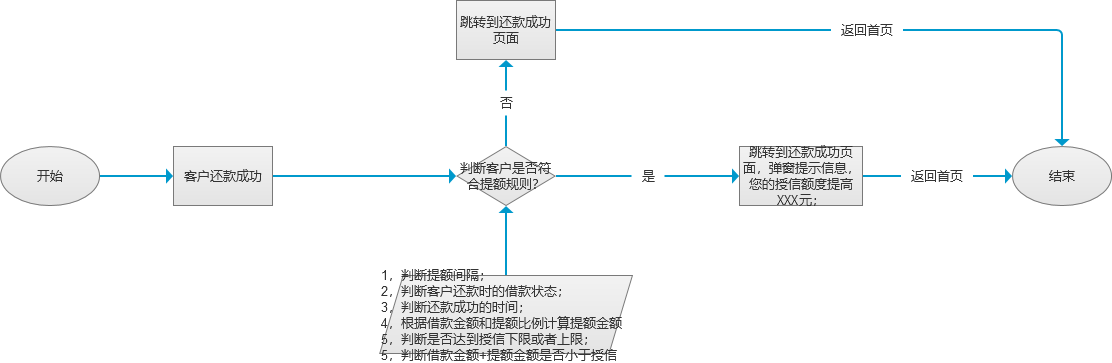 跳转到还款成功
页面
返回首页
否
开始
客户还款成功
判断客户是否符
合提额规则？
是
跳转到还款成功页
面，弹窗提示信息，
您的授信额度提高
XXX元；
返回首页
结束
1，判断提额间隔；
2，判断客户还款时的借款状态；
3，判断还款成功的时间；
4，根据借款金额和提额比例计算提额金额
5，判断是否达到授信下限或者上限；
5，判断借款金额+提额金额是否小于授信